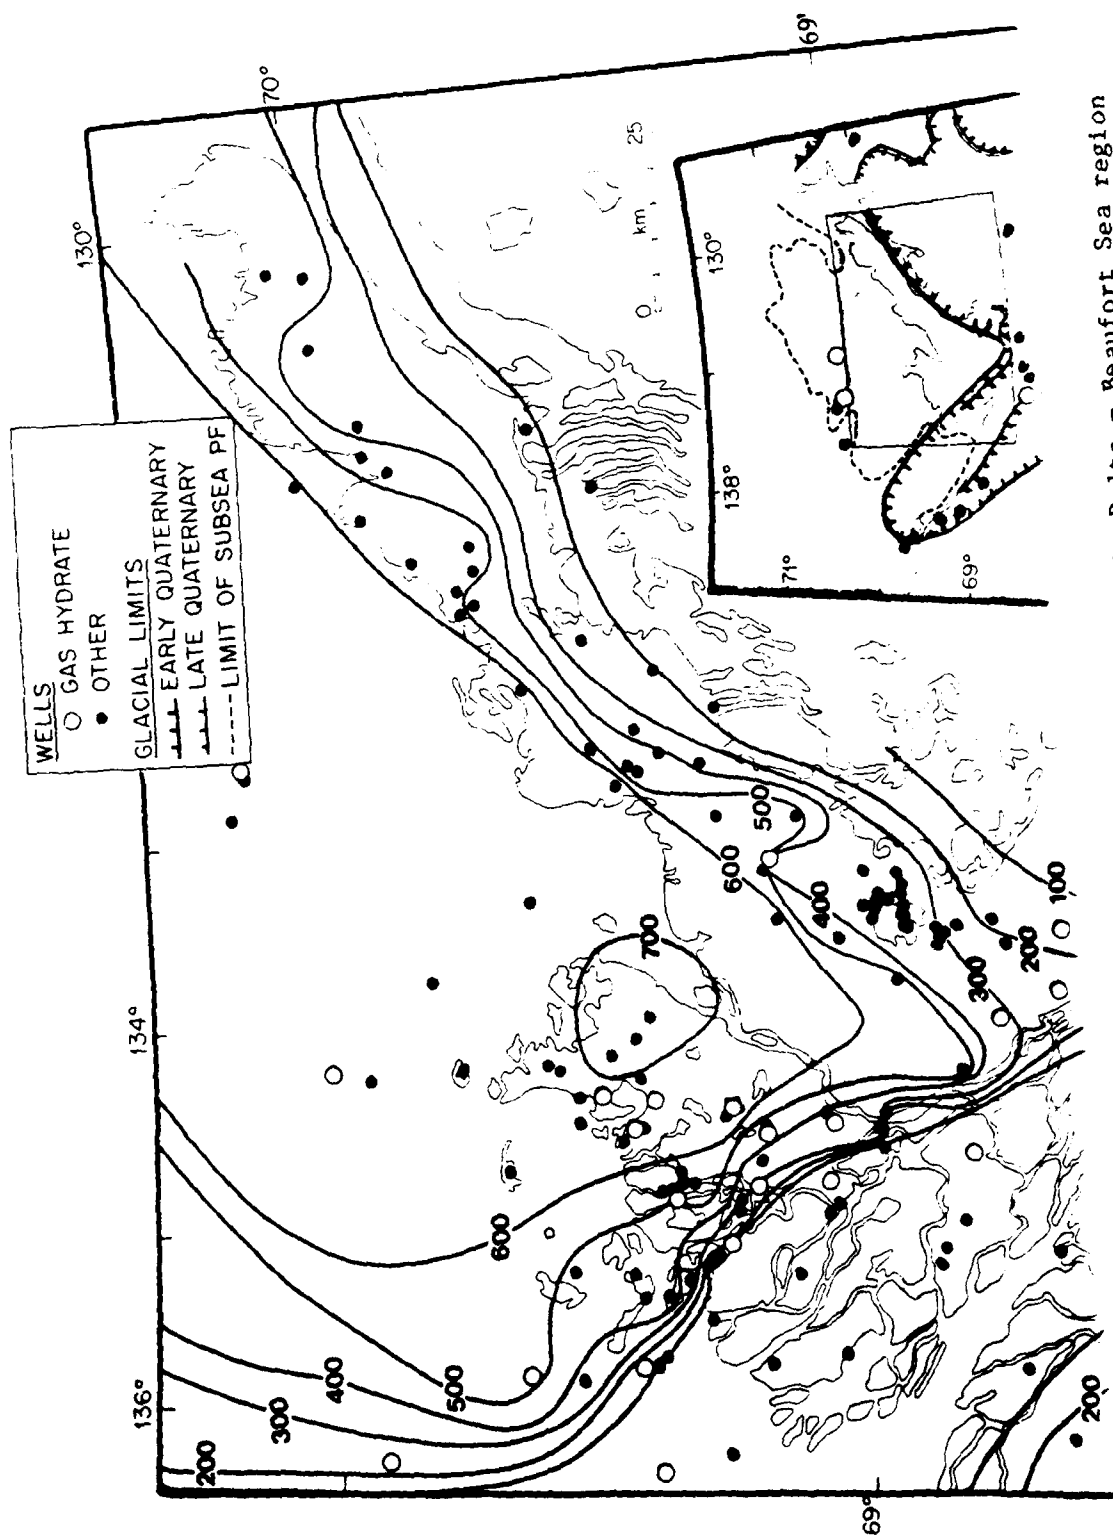 WELLS
GAS HYDRATE
OTHER
GLACIAL LIMITS
EARLY QUATERNARY
LATE QUATERNARY
LIMIT OF SUBSEA PF
136°
134°
130°
70°
69'
69°
200
300
400
500
600
700
600
500
400
300
200
100
200
0 km 25
138°
130°
71°
69°
Beaufort Sea region